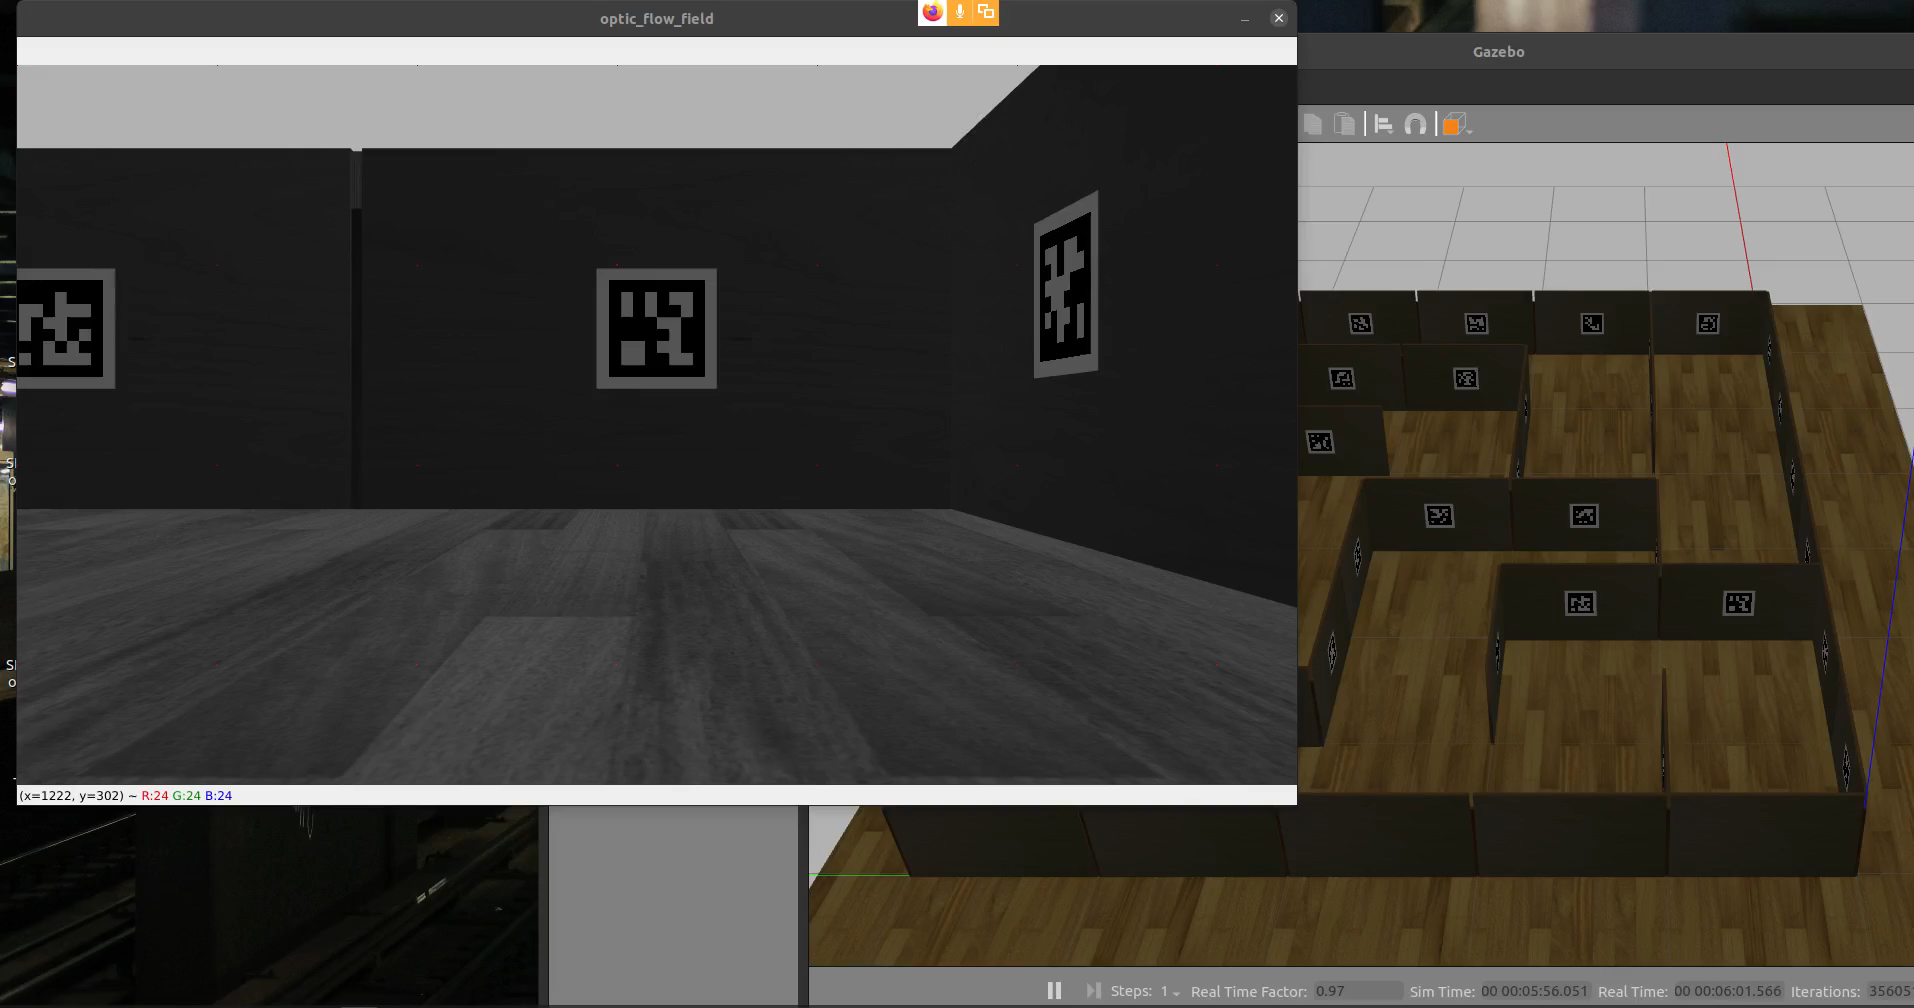 optic_flow_field
Gazebo
(x=1222, y=302) ~ R:24 G:24 B:24
Steps: 1
Real Time Factor: 0.97
Sim Time: 00 00:05:56.051
Real Time: 00 00:06:01.566
Iterations: 35605